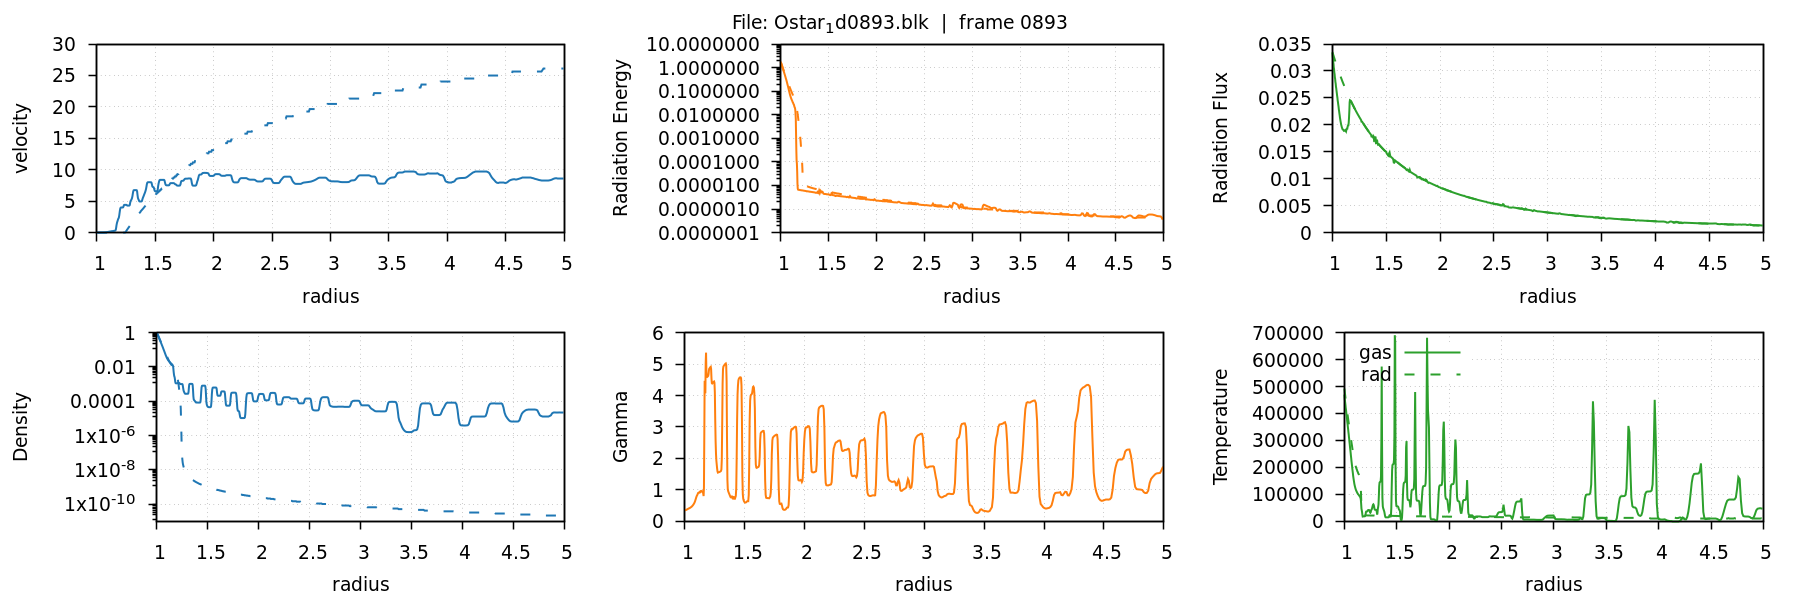 File: Ostar₁d0893.blk | frame 0893
velocity
30
25
20
15
10
5
0
1 1.5 2 2.5 3 3.5 4 4.5 5
radius
Radiation Energy
10.0000000
1.0000000
0.1000000
0.0100000
0.0010000
0.0001000
0.0000100
0.0000010
0.0000001
1 1.5 2 2.5 3 3.5 4 4.5 5
radius
Radiation Flux
0.035
0.03
0.025
0.02
0.015
0.01
0.005
0
1 1.5 2 2.5 3 3.5 4 4.5 5
radius
Density
1
0.01
0.0001
1x10⁻⁶
1x10⁻⁸
1x10⁻¹⁰
1 1.5 2 2.5 3 3.5 4 4.5 5
radius
Gamma
6
5
4
3
2
1
0
1 1.5 2 2.5 3 3.5 4 4.5 5
radius
Temperature
700000
600000
500000
400000
300000
200000
100000
0
gas
rad
1 1.5 2 2.5 3 3.5 4 4.5 5
radius